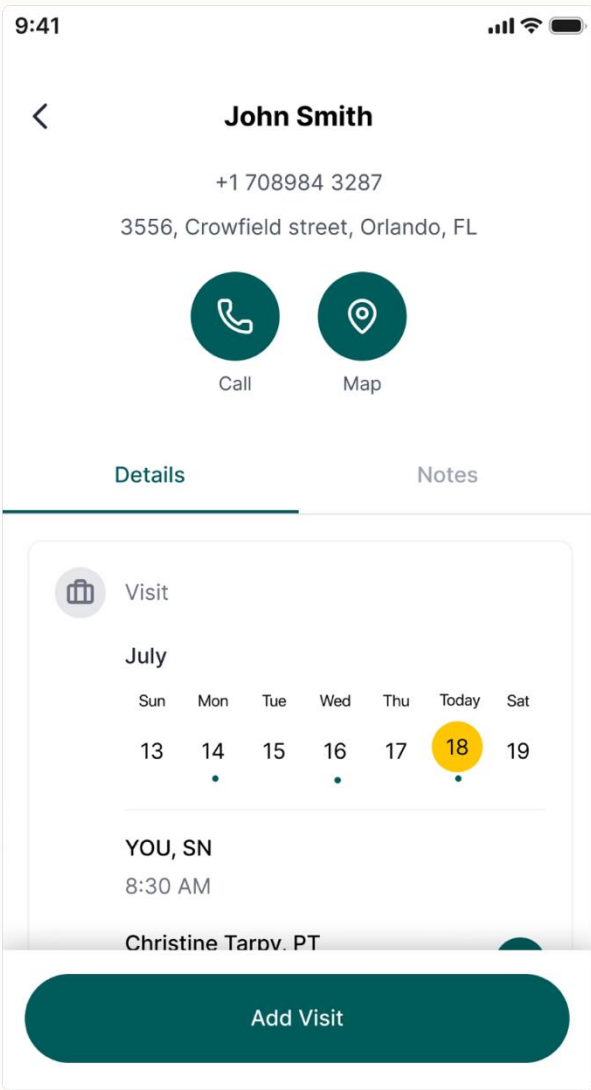 9:41
John Smith
+1 708984 3287
3556, Crowfield street, Orlando, FL
Call Map
Details Notes
Visit
July
Sun Mon Tue Wed Thu Today Sat
13 14 15 16 17 18 19
YOU, SN
8:30 AM
Christine Tarpy, PT
Add Visit